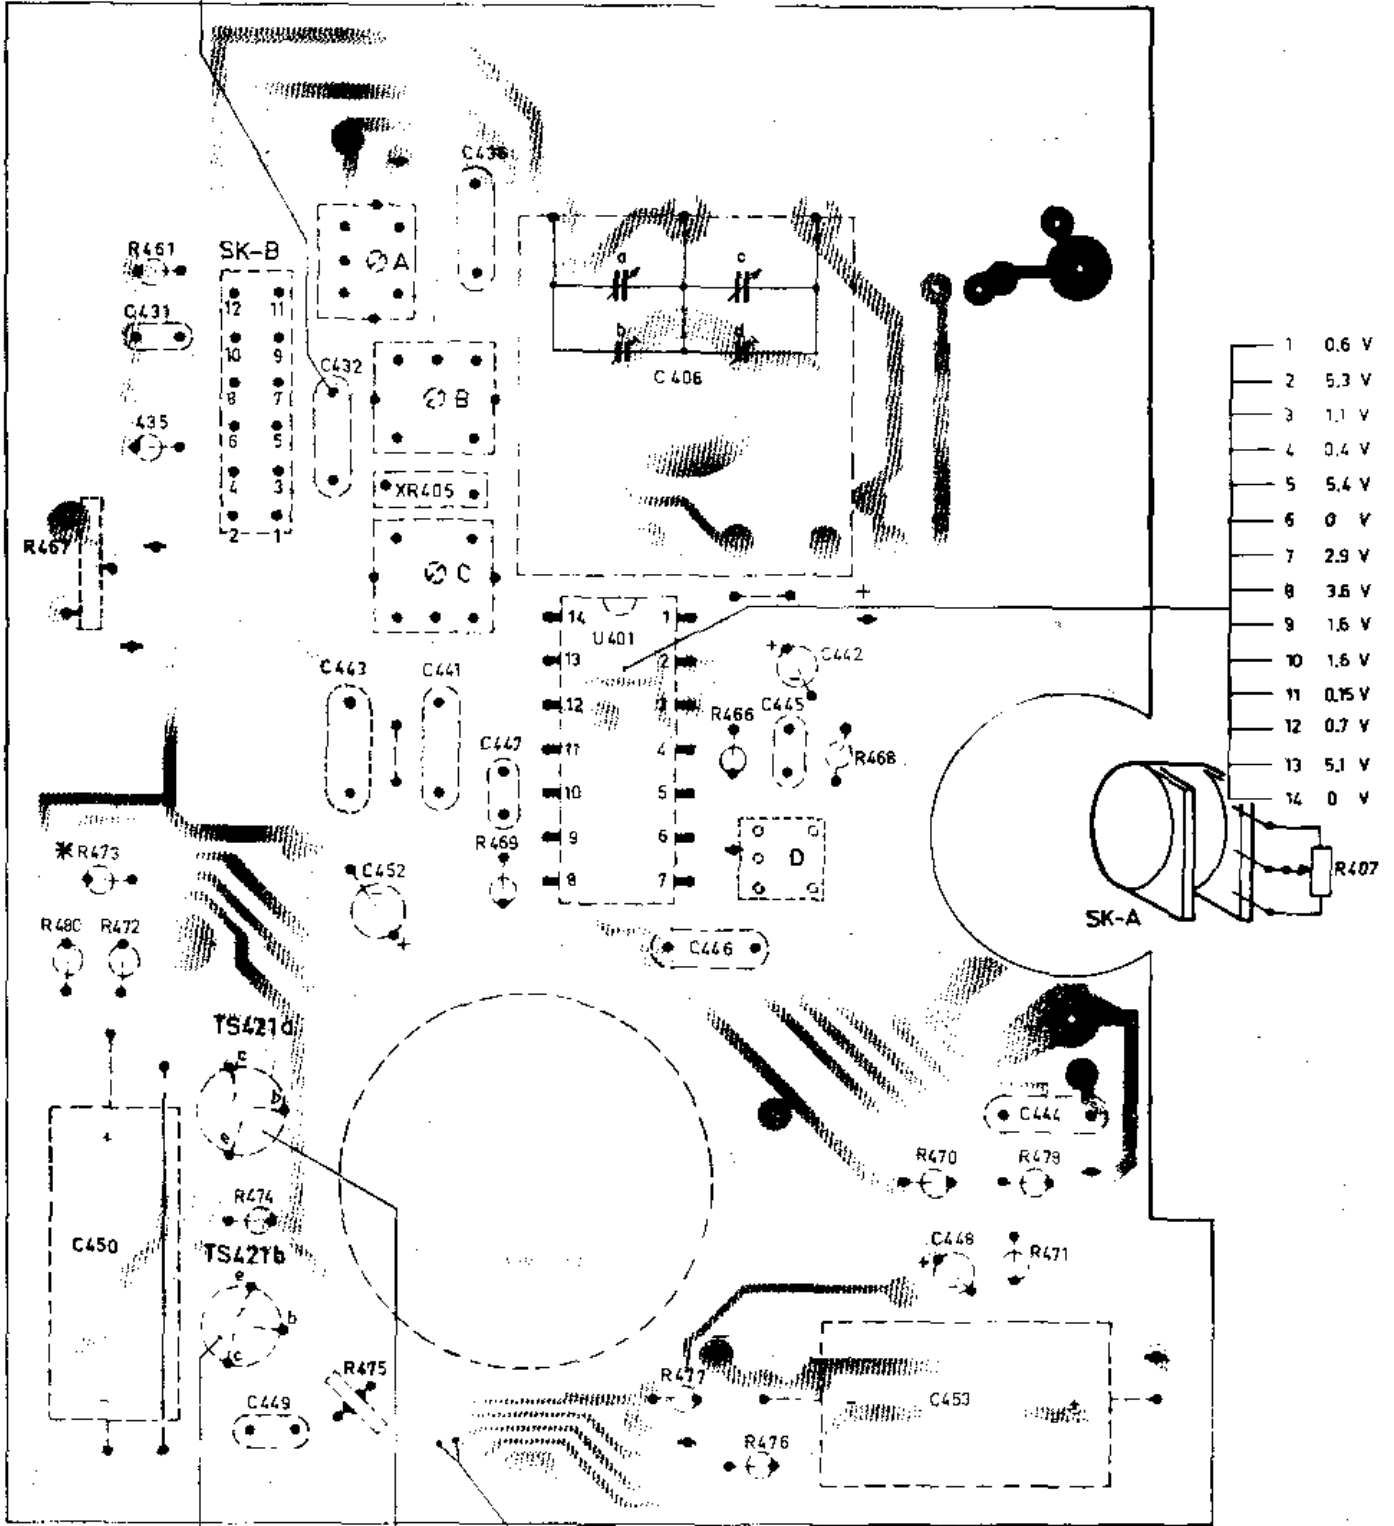 C436
R461
SK-B
A
a
c
12 11
C431
b
d
10 9
C432
C406
1 0.6 V
2 5.3 V
8 7
B
3 1,1 V
435
6 5
4 0,4 V
4 3
XR405
5 5,4 V
2 1
6 0 V
R467
C
7 2.9 V
8 3.6 V
14 1
+
9 1,6 V
U401
13 2
+
C442
10 1,6 V
C443
C441
11 0,15 V
12 3
R466
C445
12 0.7 V
C447
11 4
R468
13 5,1 V
10 5
14 0 V
R469
9 6
*R473
C452
D
R407
8 7
SK-A
R480
R472
+
C446
TS421a
c
b
C444
+
e
R470
R479
R474
C450
TS421b
C448
e
+
R471
b
c
R475
R477
C449
C453
+
R476